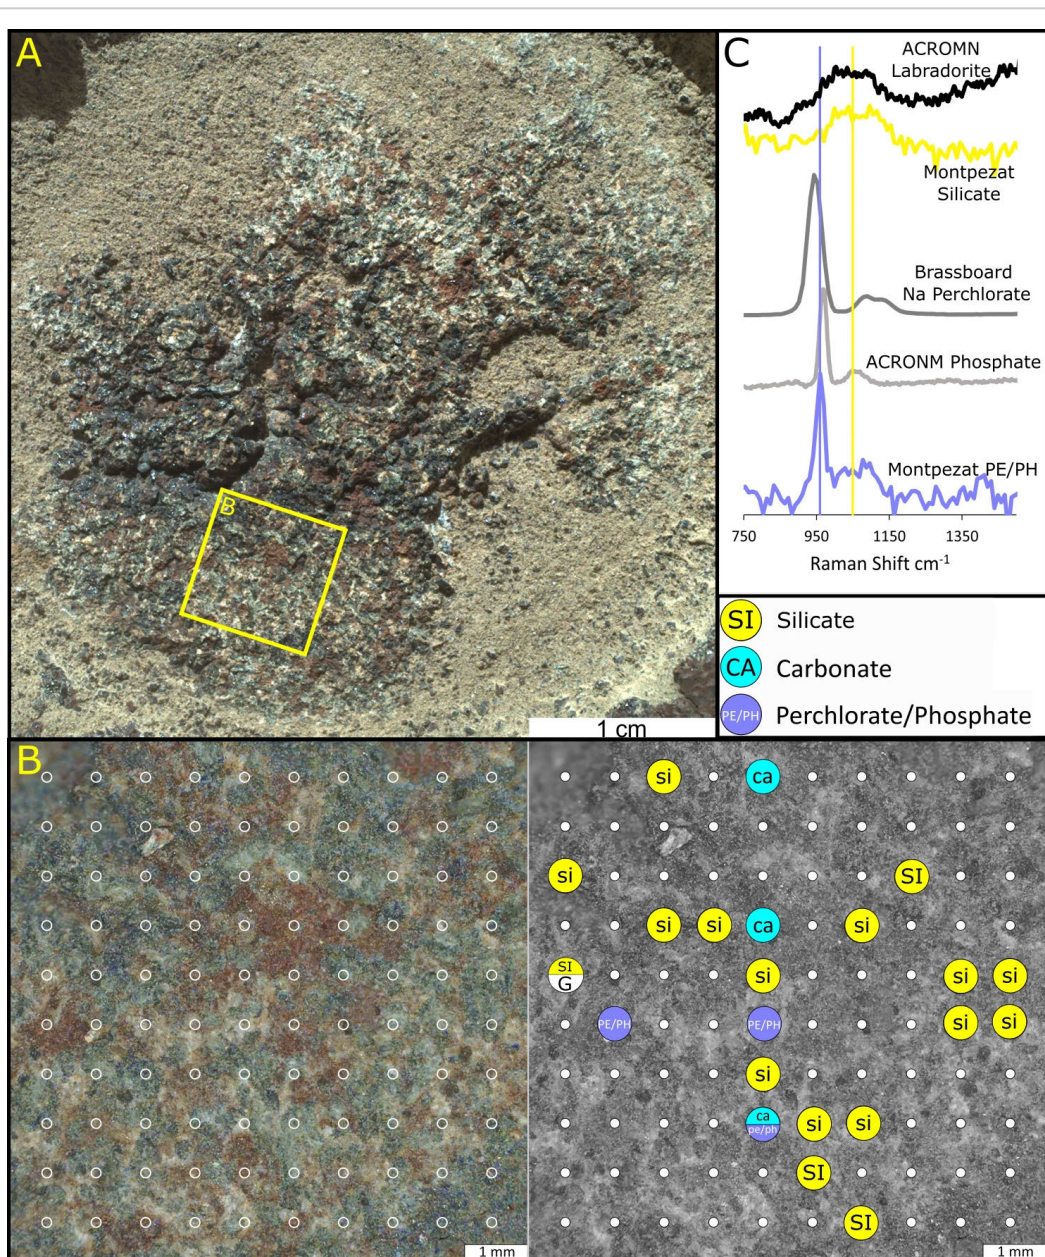 A
B
1 cm
C
ACROMN
Labradorite
Montpezat
Silicate
Brassboard
Na Perchlorate
ACRONM Phosphate
Montpezat PE/PH
750 950 1150 1350
Raman Shift cm⁻¹
SI Silicate
CA Carbonate
PE/PH Perchlorate/Phosphate
B
1 mm
si ca
si SI
si si ca si
SI
G
si si si
PE/PH PE/PH si si
si
ca
pe/ph
si si
SI
SI
1 mm